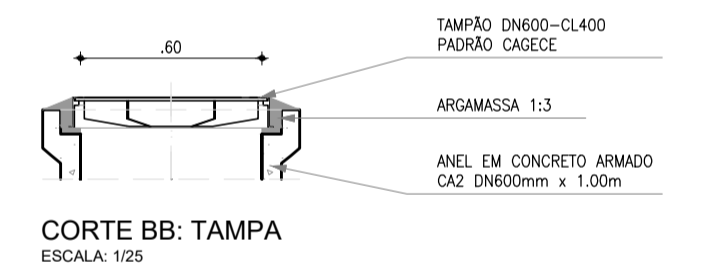 .60
TAMPÃO DN600-CL400
PADRÃO CAGECE
ARGAMASSA 1:3
ANEL EM CONCRETO ARMADO
CA2 DN600mm x 1.00m
CORTE BB: TAMPA
ESCALA: 1/25